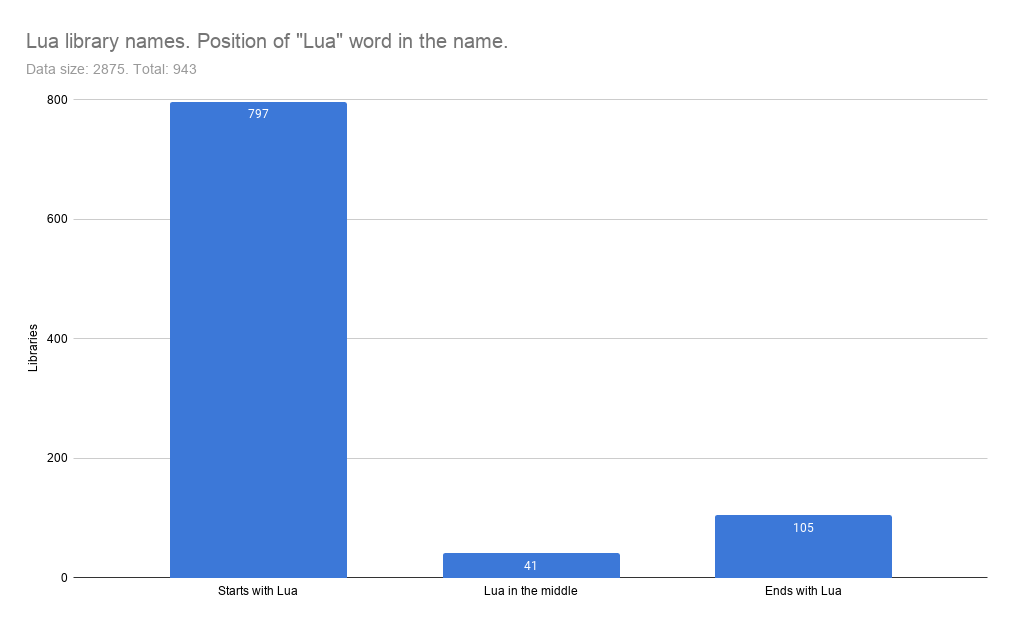 Lua library names. Position of "Lua" word in the name.
Data size: 2875. Total: 943
800
600
400
200
0
Libraries
797
41
105
Starts with Lua
Lua in the middle
Ends with Lua